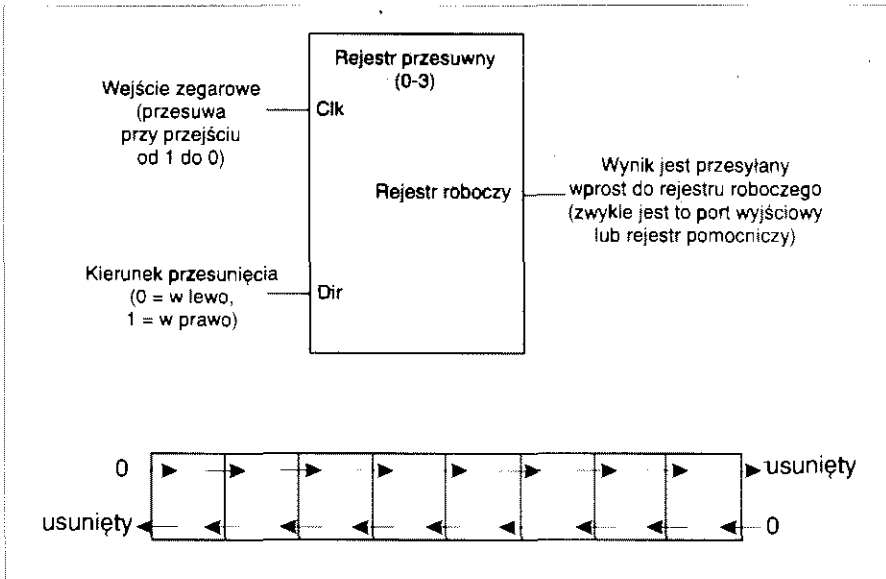 Rejestr przesuwny
(0-3)
Wejście zegarowe
(przesuwa
przy przejściu
od 1 do 0)
Clk
Rejestr roboczy
Wynik jest przesyłany
wprost do rejestru roboczego
(zwykle jest to port wyjściowy
lub rejestr pomocniczy)
Kierunek przesunięcia
(0 = w lewo,
1 = w prawo)
Dir
0
usunięty
usunięty
0